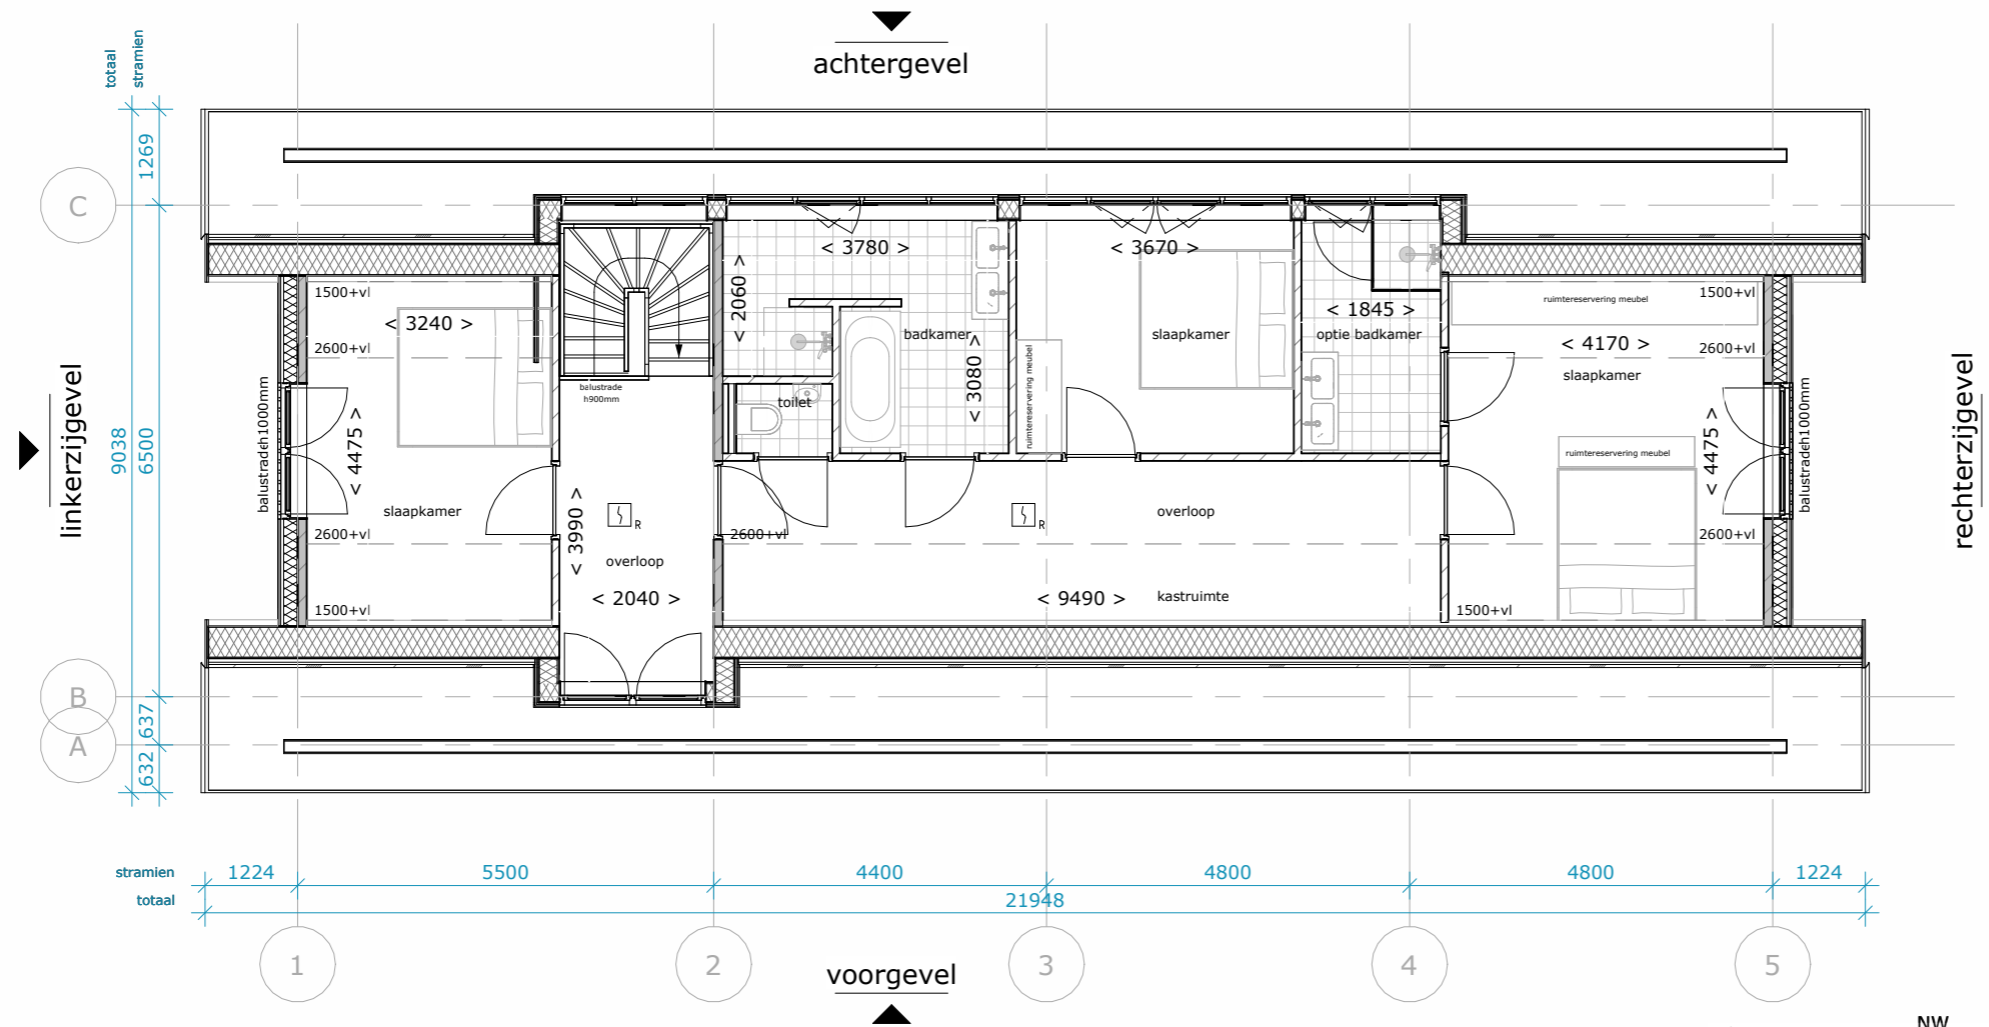 achtergevel
totaal
stramien
9038
1269
6500
637
632
C
B
A
linkerzijgevel
rechterzijgevel
balustradeh1000mm
balustradeh1000mm
1500+vl
< 3240 >
2600+vl
< 4475 >
slaapkamer
2600+vl
1500+vl
balustrade
h900mm
< 3990 >
R
overloop
< 2040 >
< 3780 >
< 2060 >
badkamer
< 3080 >
toilet
2600+vl
R
overloop
< 9490 >
kastruimte
< 3670 >
slaapkamer
ruimtereservering meubel
< 1845 >
optie badkamer
ruimtereservering meubel
1500+vl
< 4170 >
2600+vl
slaapkamer
< 4475 >
ruimtereservering meubel
2600+vl
1500+vl
stramien
1224
5500
4400
4800
4800
1224
totaal
21948
1
2
3
4
5
voorgevel
NW